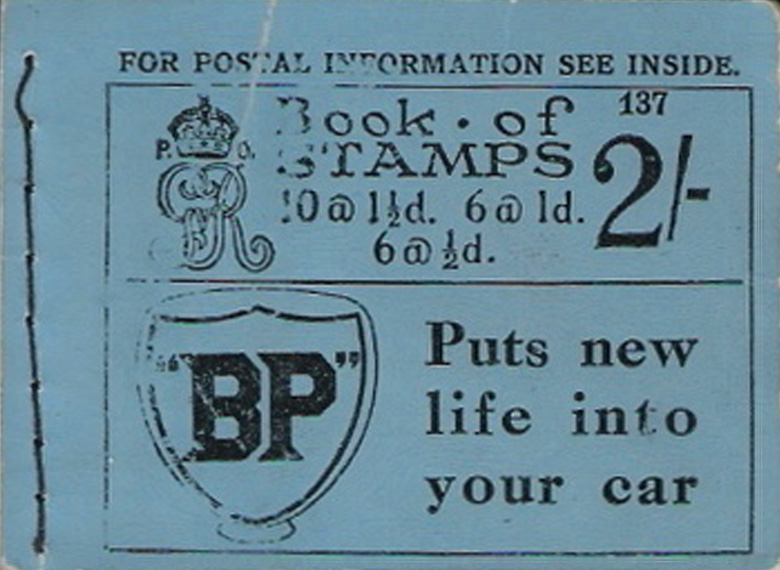 FOR POSTAL INFORMATION SEE INSIDE.
137
P. O.
GvR
Book · of
STAMPS
10@1½d. 6@1d.
6@½d.
2/-
"BP"
Puts new
life into
your car